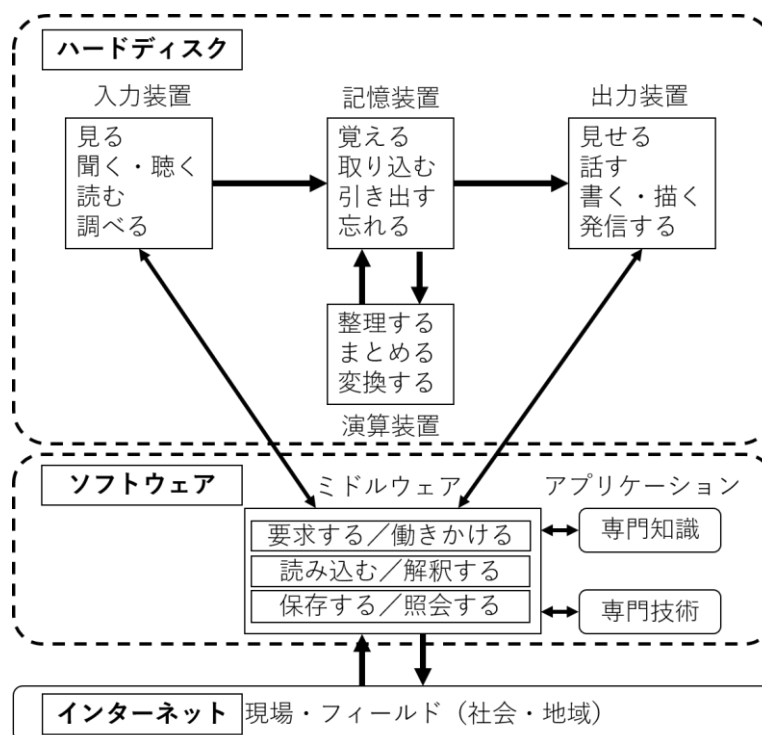 ハードディスク
入力装置
見る
聞く・聴く
読む
調べる
記憶装置
覚える
取り込む
引き出す
忘れる
出力装置
見せる
話す
書く・描く
発信する
整理する
まとめる
変換する
演算装置
ソフトウェア
ミドルウェア
アプリケーション
要求する／働きかける
読み込む／解釈する
保存する／照会する
専門知識
専門技術
インターネット
現場・フィールド（社会・地域）